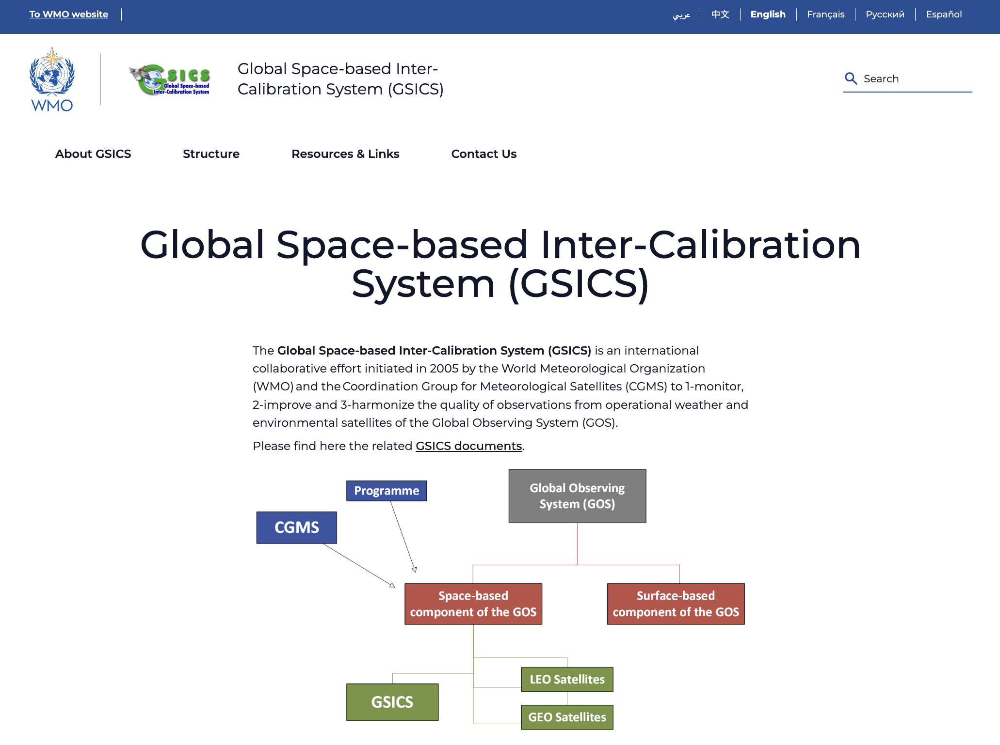 To WMO website
عربي
中文
English
Français
Русский
Español
WMO
GSICS
Global Space-based
Inter-Calibration System
Global Space-based Inter-
Calibration System (GSICS)
Search
About GSICS
Structure
Resources & Links
Contact Us
Global Space-based Inter-Calibration
System (GSICS)
The Global Space-based Inter-Calibration System (GSICS) is an international
collaborative effort initiated in 2005 by the World Meteorological Organization
(WMO) and the Coordination Group for Meteorological Satellites (CGMS) to 1-monitor,
2-improve and 3-harmonize the quality of observations from operational weather and
environmental satellites of the Global Observing System (GOS).
Please find here the related GSICS documents.
Programme
Global Observing
System (GOS)
CGMS
Space-based
component of the GOS
Surface-based
component of the GOS
LEO Satellites
GSICS
GEO Satellites